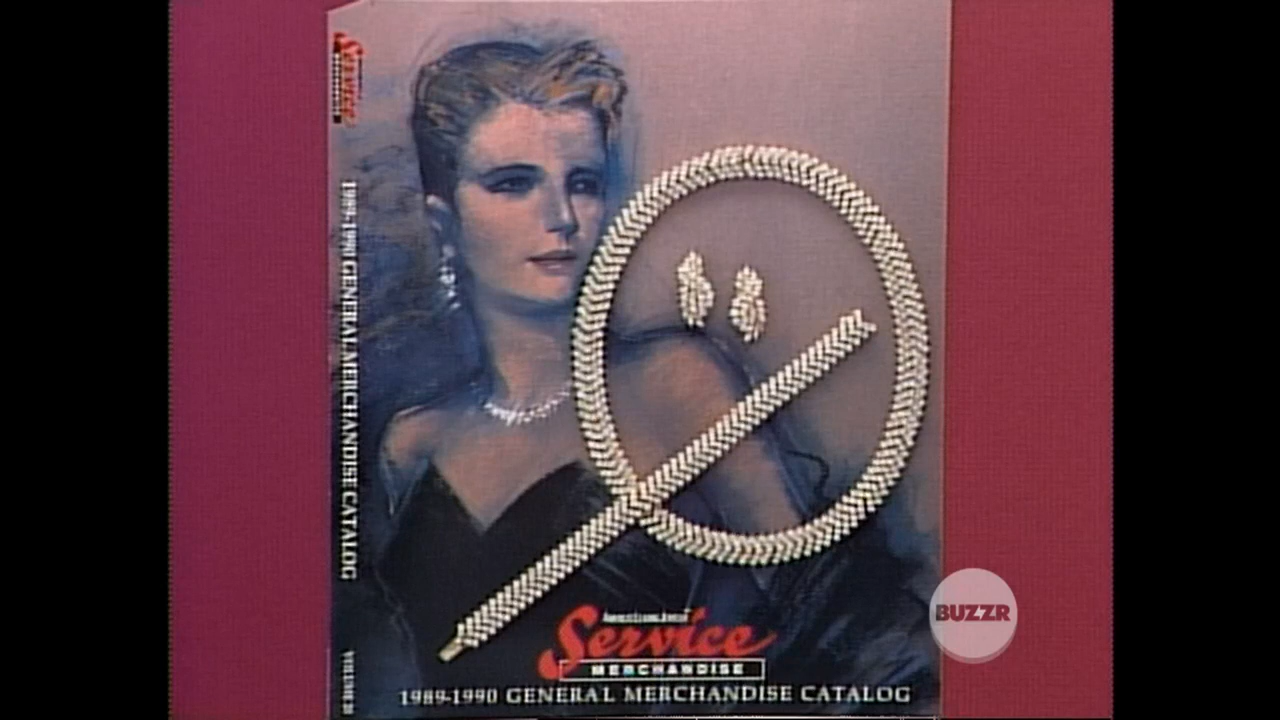 Service
MERCHANDISE
1989-1990 GENERAL MERCHANDISE CATALOG
Service
1989-1990 GENERAL MERCHANDISE CATALOG
BUZZR